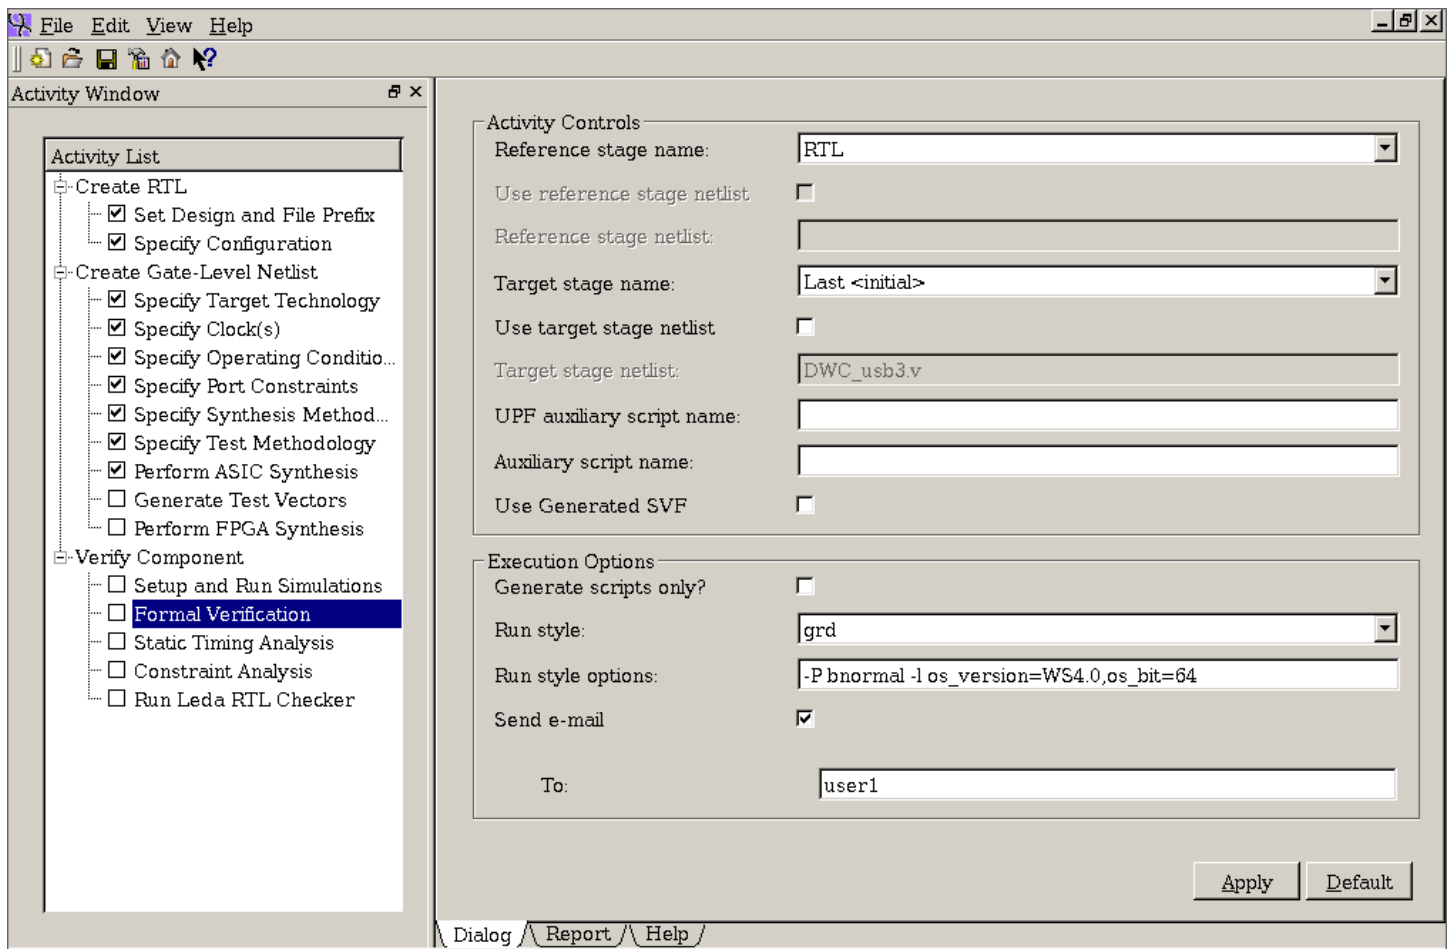 File Edit View Help
Activity Window
Activity List
Create RTL
Set Design and File Prefix
Specify Configuration
Create Gate-Level Netlist
Specify Target Technology
Specify Clock(s)
Specify Operating Conditio...
Specify Port Constraints
Specify Synthesis Method...
Specify Test Methodology
Perform ASIC Synthesis
Generate Test Vectors
Perform FPGA Synthesis
Verify Component
Setup and Run Simulations
Formal Verification
Static Timing Analysis
Constraint Analysis
Run Leda RTL Checker
Activity Controls
Reference stage name: RTL
Use reference stage netlist
Reference stage netlist:
Target stage name: Last <initial>
Use target stage netlist
Target stage netlist: DWC_usb3.v
UPF auxiliary script name:
Auxiliary script name:
Use Generated SVF
Execution Options
Generate scripts only?
Run style: grd
Run style options: -P bnormal -l os_version=WS4.0,os_bit=64
Send e-mail
To: user1
Apply Default
Dialog Report Help